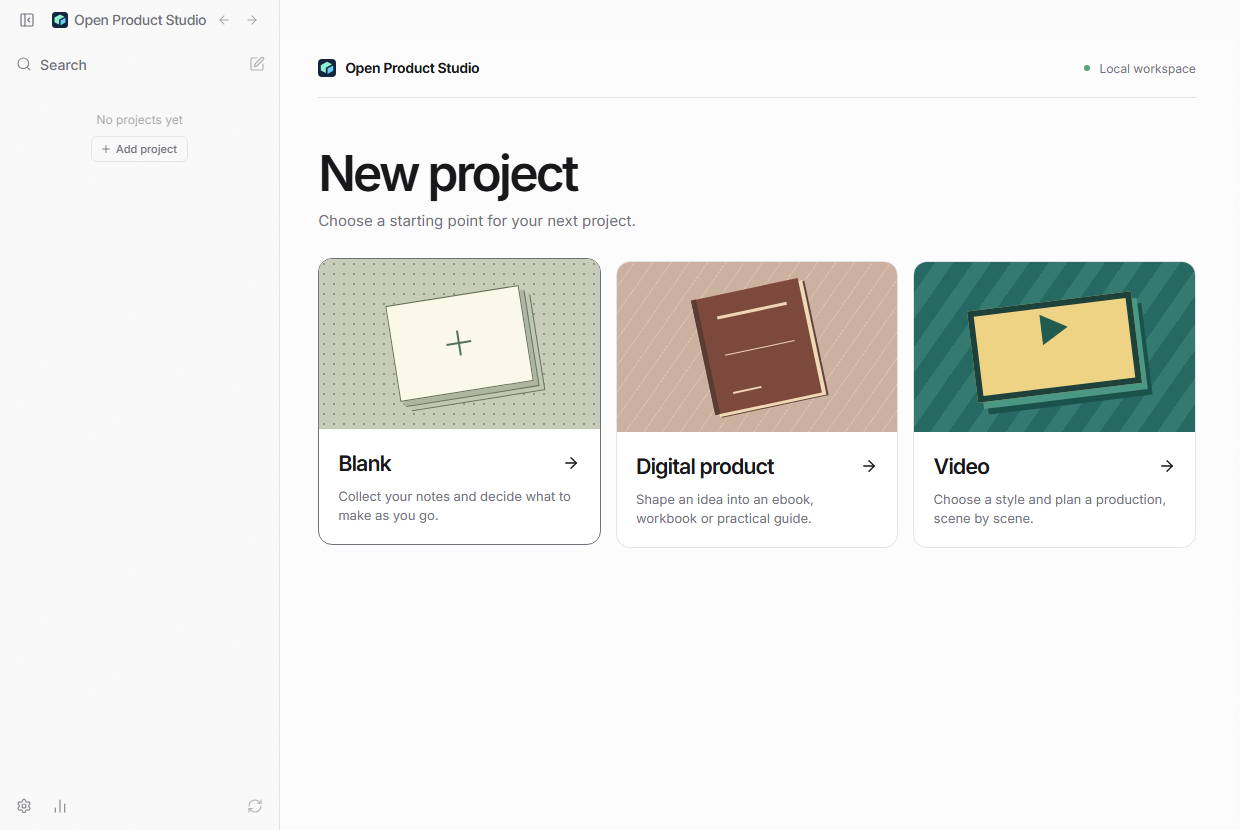 Open Product Studio
Search
No projects yet
Add project
Open Product Studio
Local workspace
New project
Choose a starting point for your next project.
Blank
Collect your notes and decide what to
make as you go.
Digital product
Shape an idea into an ebook,
workbook or practical guide.
Video
Choose a style and plan a production,
scene by scene.